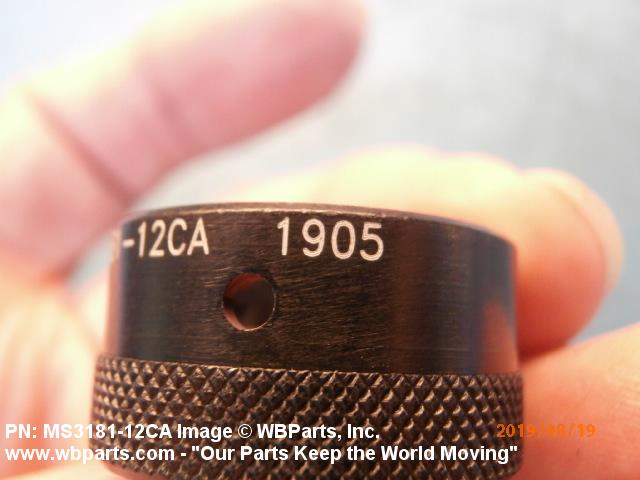 -12CA 1905
PN: MS3181-12CA Image © WBParts, Inc.
2019/08/19
www.wbparts.com - "Our Parts Keep the World Moving"